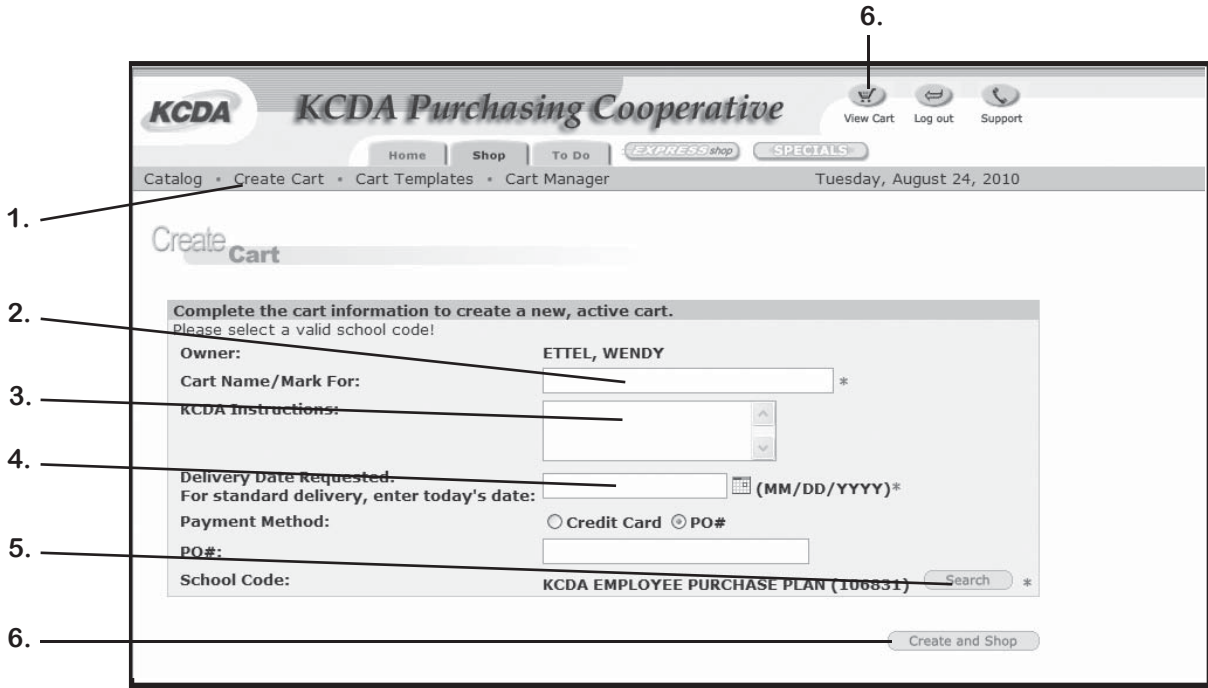 6.
KCDA
KCDA Purchasing Cooperative
View Cart Log out Support
Home Shop To Do EXPRESS shop SPECIALS
Catalog • Create Cart • Cart Templates • Cart Manager Tuesday, August 24, 2010
1.
Create Cart
2.
Complete the cart information to create a new, active cart.
Please select a valid school code!
Owner: ETTEL, WENDY
Cart Name/Mark For: *
3.
KCDA Instructions:
4.
Delivery Date Requested.
For standard delivery, enter today's date: (MM/DD/YYYY)*
Payment Method: Credit Card PO#
5.
PO#:
School Code: KCDA EMPLOYEE PURCHASE PLAN (106831) Search *
6.
Create and Shop